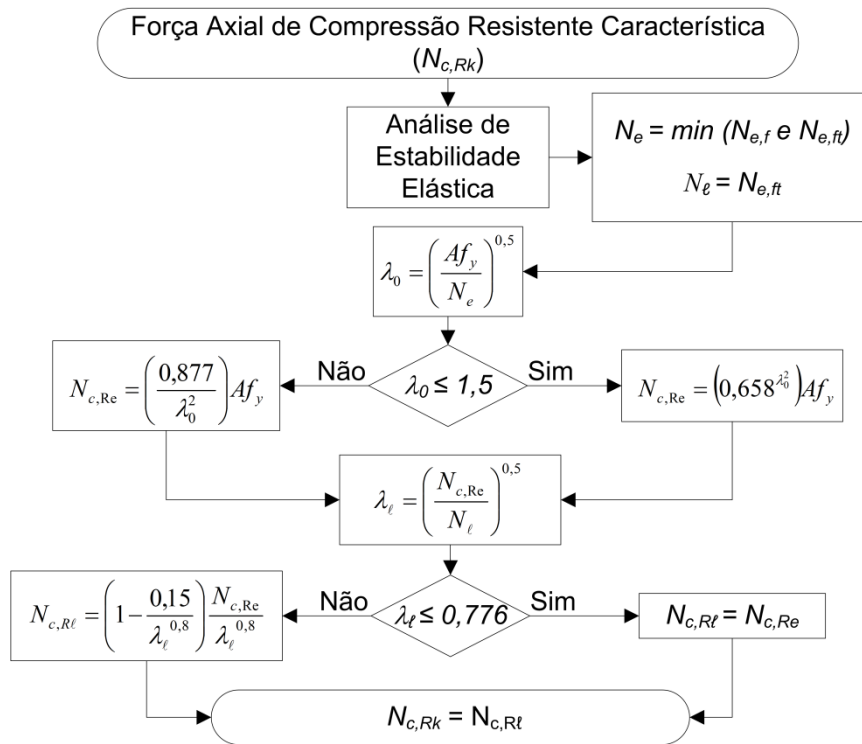 Força Axial de Compressão Resistente Característica
(N_{c,Rk})
Análise de
Estabilidade
Elástica
N_e = min (N_{e,f} e N_{e,ft})
N_ℓ = N_{e,ft}
λ_0 = (Af_y / N_e)^{0,5}
Não
λ_0 ≤ 1,5
Sim
N_{c,Re} = (0,877 / λ_0^2) Af_y
N_{c,Re} = (0,658^{λ_0^2}) Af_y
λ_ℓ = (N_{c,Re} / N_ℓ)^{0,5}
Não
λ_ℓ ≤ 0,776
Sim
N_{c,Rℓ} = (1 - 0,15 / λ_ℓ^{0,8}) N_{c,Re} / λ_ℓ^{0,8}
N_{c,Rℓ} = N_{c,Re}
N_{c,Rk} = N_{c,Rℓ}